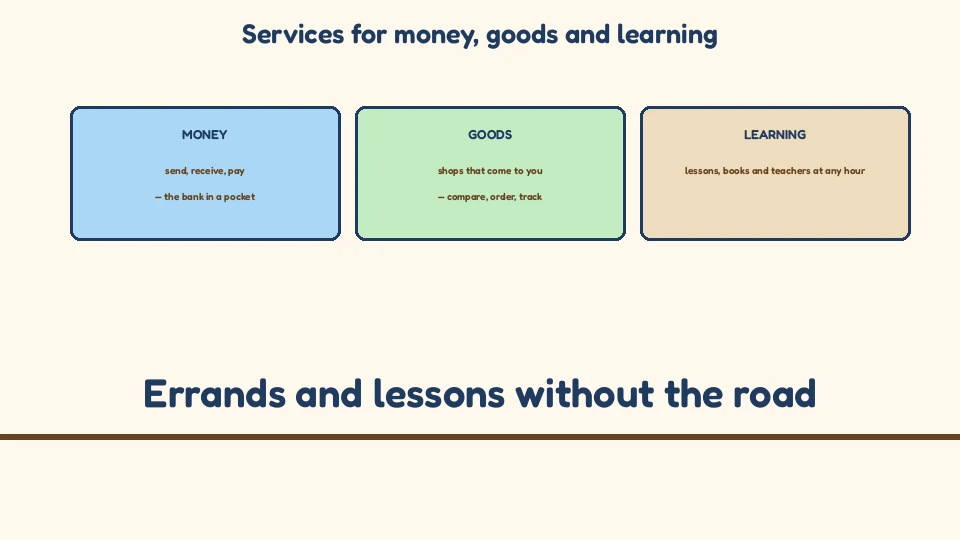 Services for money, goods and learning
MONEY
send, receive, pay
— the bank in a pocket
GOODS
shops that come to you
— compare, order, track
LEARNING
lessons, books and teachers at any hour
Errands and lessons without the road